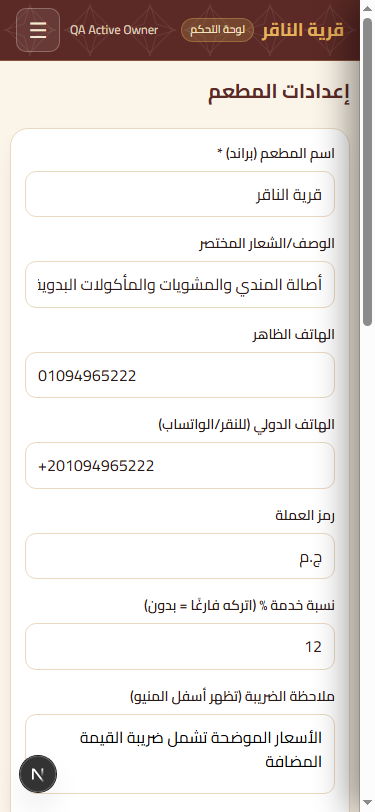 قرية الناقر
لوحة التحكم
QA Active Owner
إعدادات المطعم
اسم المطعم (براند) *
قرية الناقر
الوصف/الشعار المختصر
أصالة المندي والمشويات والمأكولات البدوية
الهاتف الظاهر
01094965222
الهاتف الدولي (للنقر/الواتساب)
+201094965222
رمز العملة
ج.م
نسبة خدمة % (اتركه فارغًا = بدون)
12
ملاحظة الضريبة (تظهر أسفل المنيو)
الأسعار الموضحة تشمل ضريبة القيمة
المضافة
N